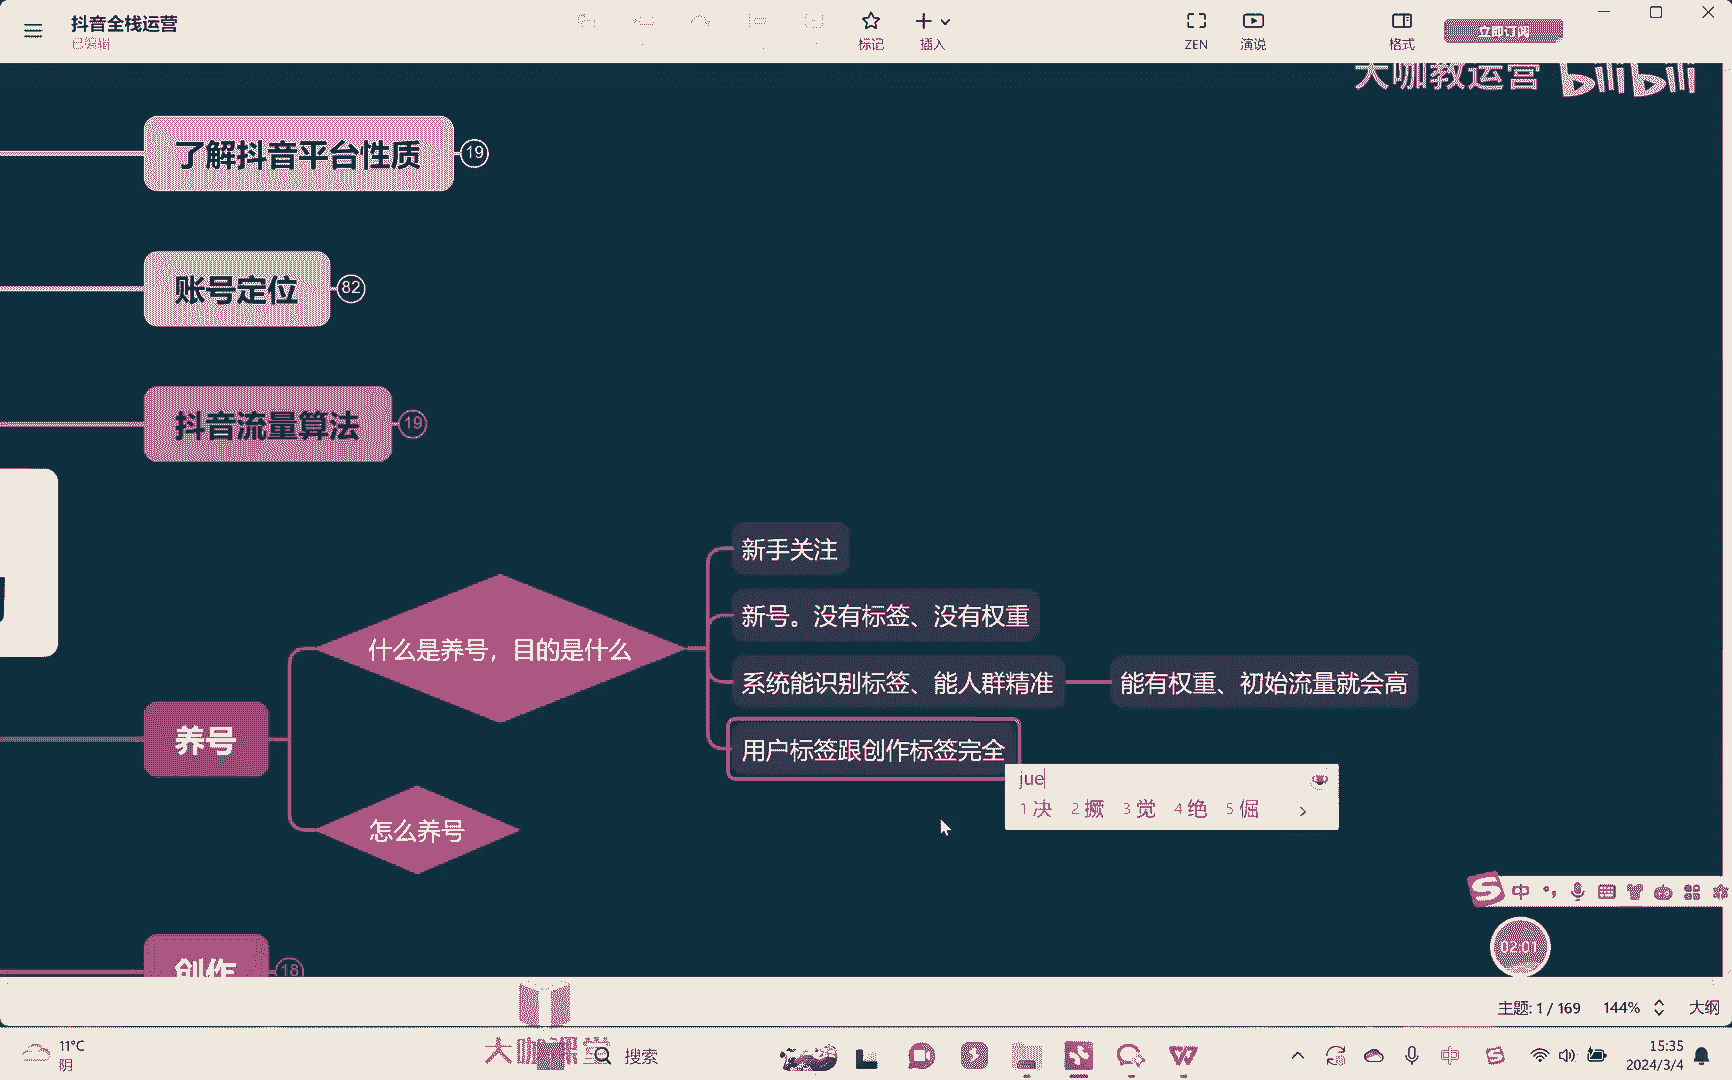 抖音全栈运营
已编辑
标记
插入
ZEN
演说
格式
立即订阅
大咖教运营 bilibili
了解抖音平台性质 19
账号定位 82
抖音流量算法 19
新手关注
新号。没有标签、没有权重
什么是养号，目的是什么
系统能识别标签、能人群精准
能有权重、初始流量就会高
养号
用户标签跟创作标签完全
jue
1 决 2 撅 3 觉 4 绝 5 倔
怎么养号
中
02:01
创作 18
主题: 1 / 169
144%
大纲
大咖课堂
11°C
阴
搜索
中
15:35
2024/3/4